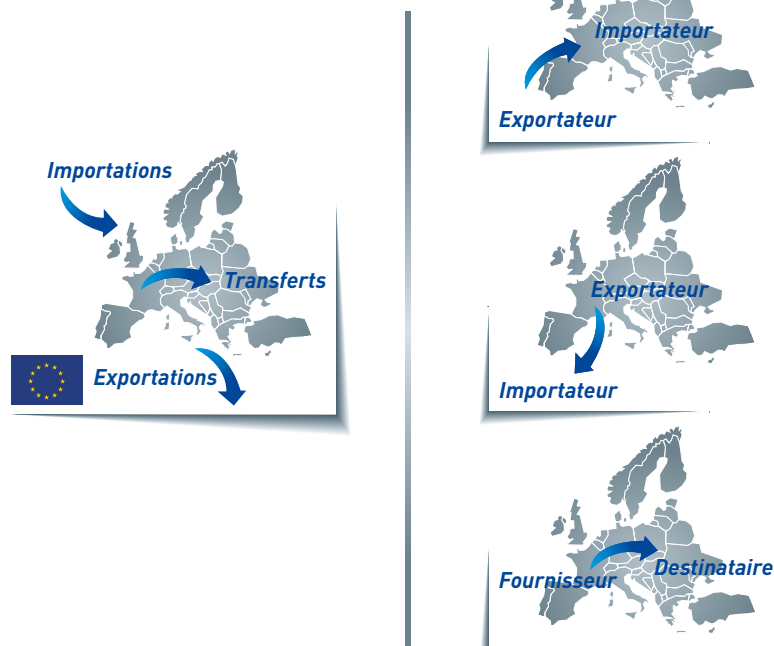 Importations
Transferts
Exportations
Importateur
Exportateur
Exportateur
Importateur
Destinataire
Fournisseur